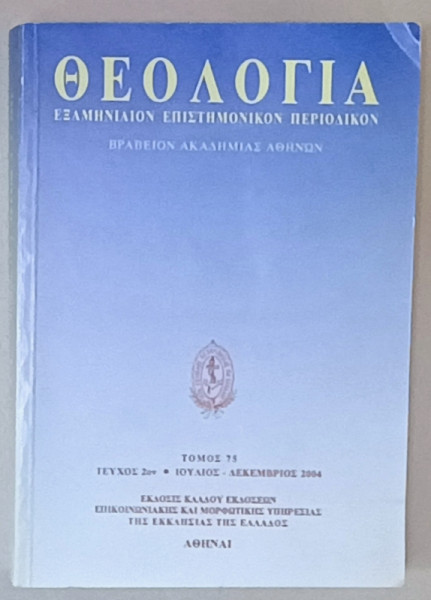 ΘΕΟΛΟΓΙΑ
ΕΞΑΜΗΝΙΑΙΟΝ ΕΠΙΣΤΗΜΟΝΙΚΟΝ ΠΕΡΙΟΔΙΚΟΝ
ΒΡΑΒΕΙΟΝ ΑΚΑΔΗΜΙΑΣ ΑΘΗΝΩΝ
ΤΟΜΟΣ 75
ΤΕΥΧΟΣ 2ον • ΙΟΥΛΙΟΣ - ΔΕΚΕΜΒΡΙΟΣ 2004
ΕΚΔΟΣΙΣ ΚΛΑΔΟΥ ΕΚΔΟΣΕΩΝ
ΕΠΙΚΟΙΝΩΝΙΑΚΗΣ ΚΑΙ ΜΟΡΦΩΤΙΚΗΣ ΥΠΗΡΕΣΙΑΣ
ΤΗΣ ΕΚΚΛΗΣΙΑΣ ΤΗΣ ΕΛΛΑΔΟΣ
ΑΘΗΝΑΙ